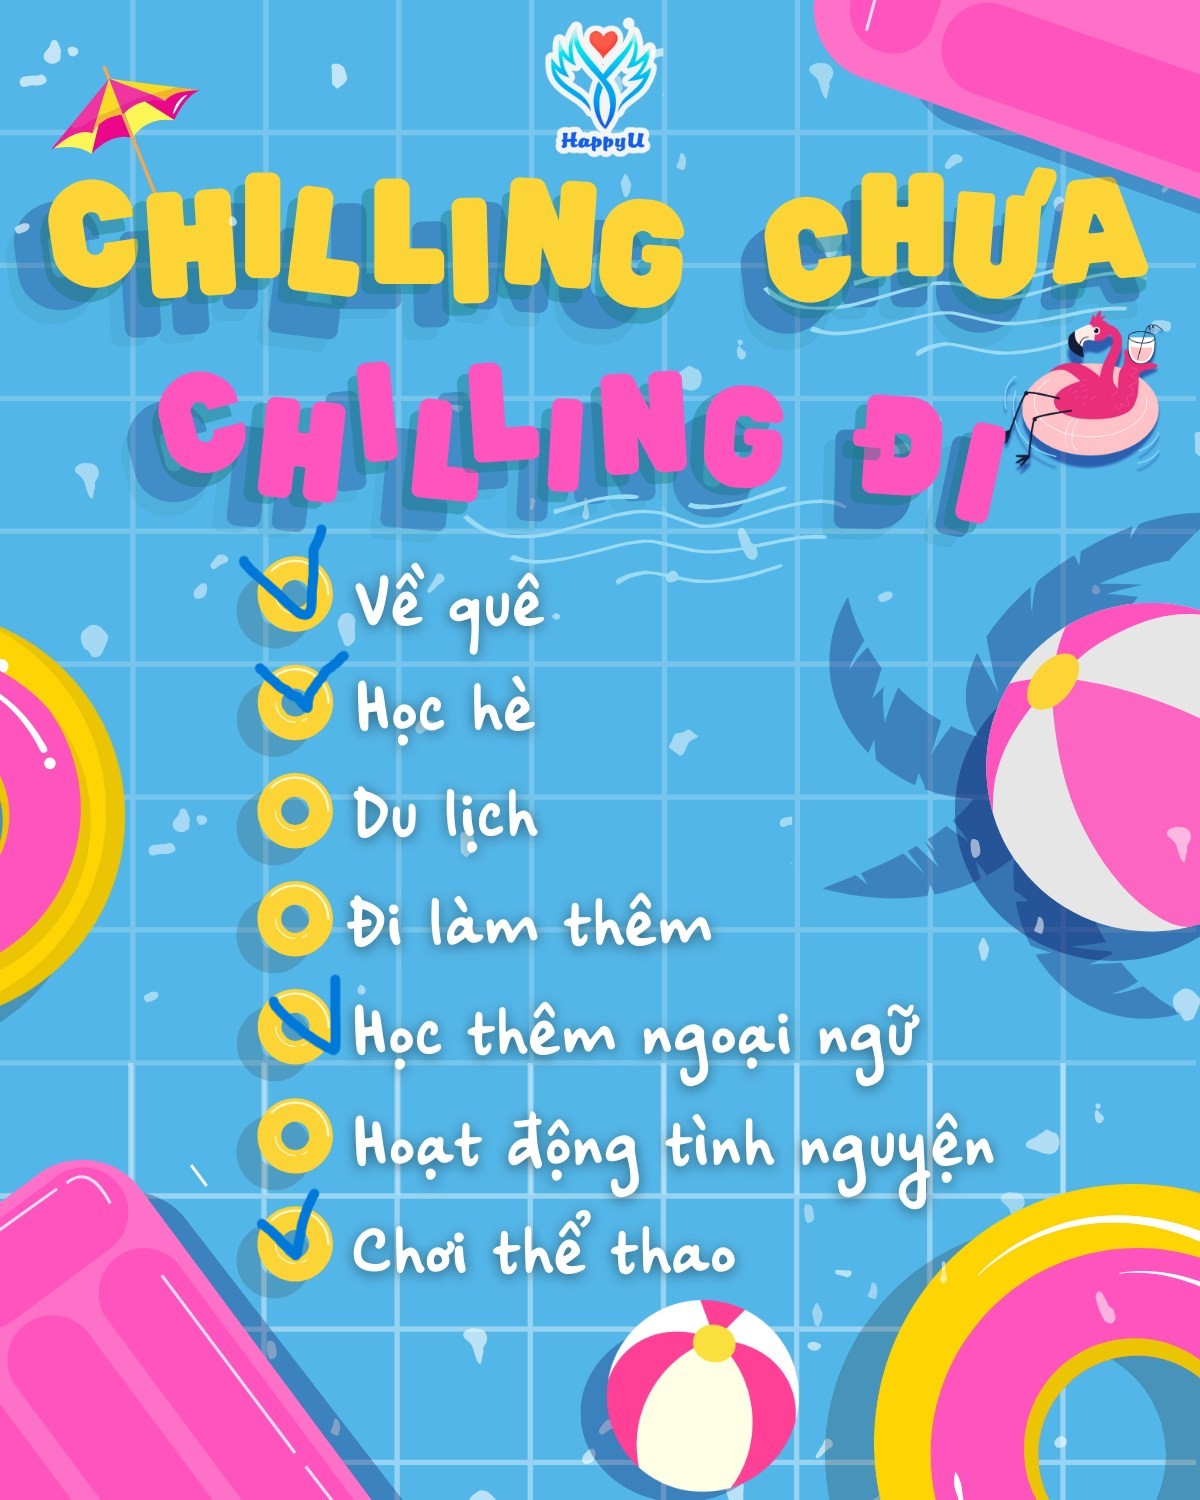 HappyU
CHILLING CHƯA
CHILLING ĐI
Về quê
Học hè
Du lịch
Đi làm thêm
Học thêm ngoại ngữ
Hoạt động tình nguyện
Chơi thể thao